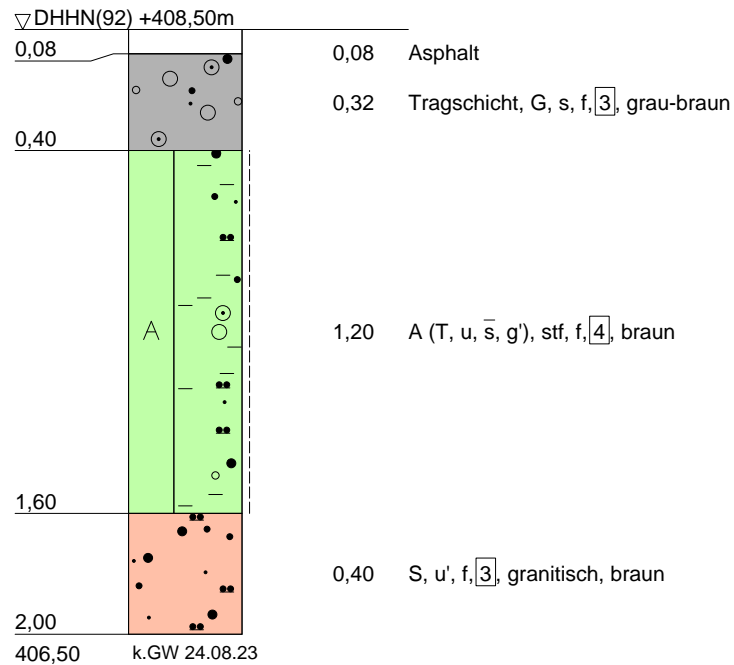 ▽ DHHN(92) +408,50m
0,08 0,08 Asphalt
0,32 Tragschicht, G, s, f, 3, grau-braun
0,40
A 1,20 A (T, u, s̅, g'), stf, f, 4, braun
1,60
0,40 S, u', f, 3, granitisch, braun
2,00
406,50 k.GW 24.08.23